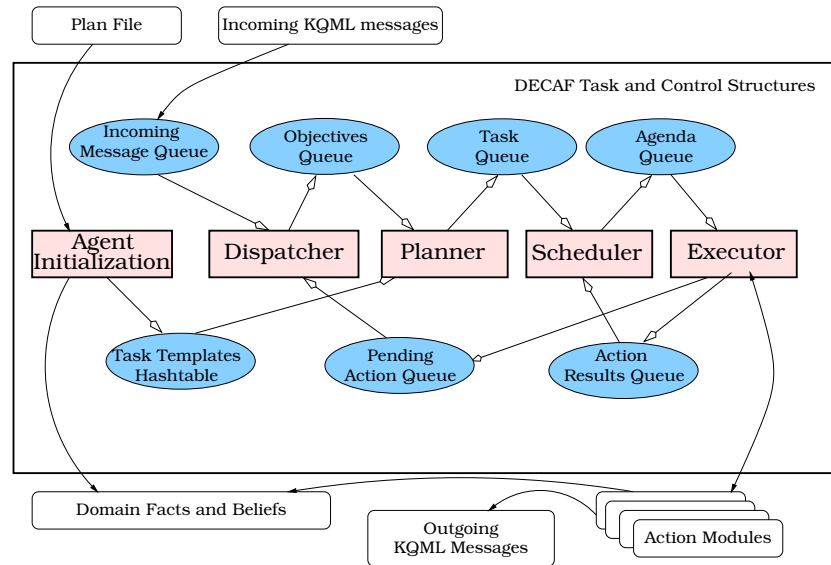 Plan File
Incoming KQML messages
DECAF Task and Control Structures
Incoming
Message Queue
Objectives
Queue
Task
Queue
Agenda
Queue
Agent
Initialization
Dispatcher
Planner
Scheduler
Executor
Task Templates
Hashtable
Pending
Action Queue
Action
Results Queue
Domain Facts and Beliefs
Outgoing
KQML Messages
Action Modules